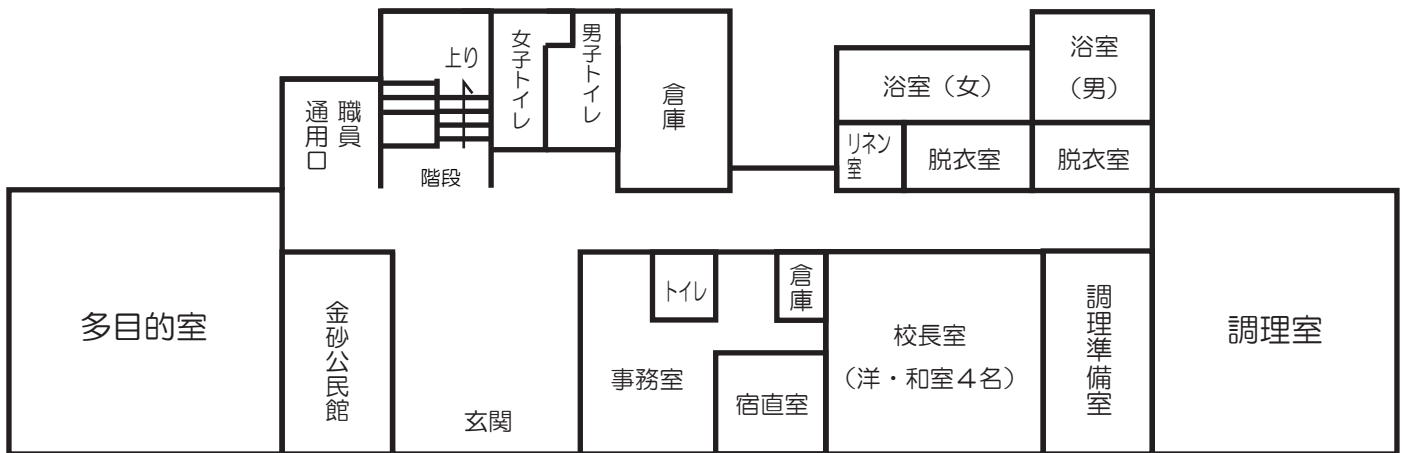 上り
女子トイレ
男子トイレ
倉庫
浴室
（男）
浴室（女）
職員
通用口
階段
リネン
室
脱衣室
脱衣室
多目的室
金砂公民館
玄関
事務室
トイレ
倉庫
宿直室
校長室
（洋・和室４名）
調理準備室
調理室